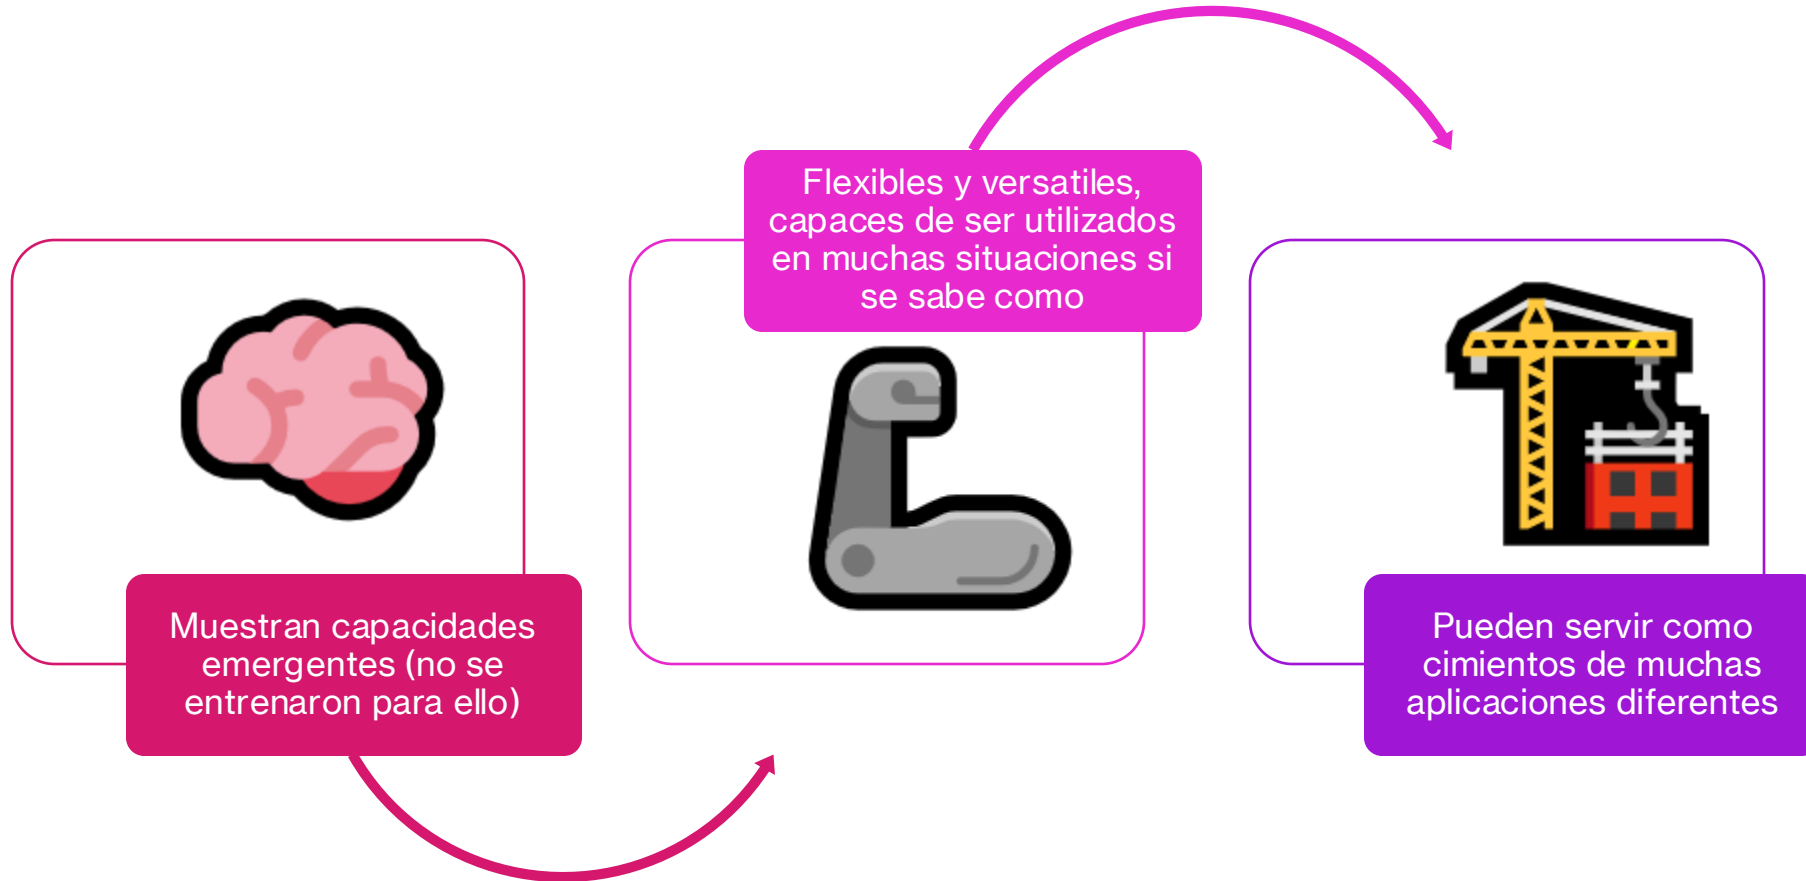 Muestran capacidades
emergentes (no se
entrenaron para ello)
Flexibles y versatiles,
capaces de ser utilizados
en muchas situaciones si
se sabe como
Pueden servir como
cimientos de muchas
aplicaciones diferentes